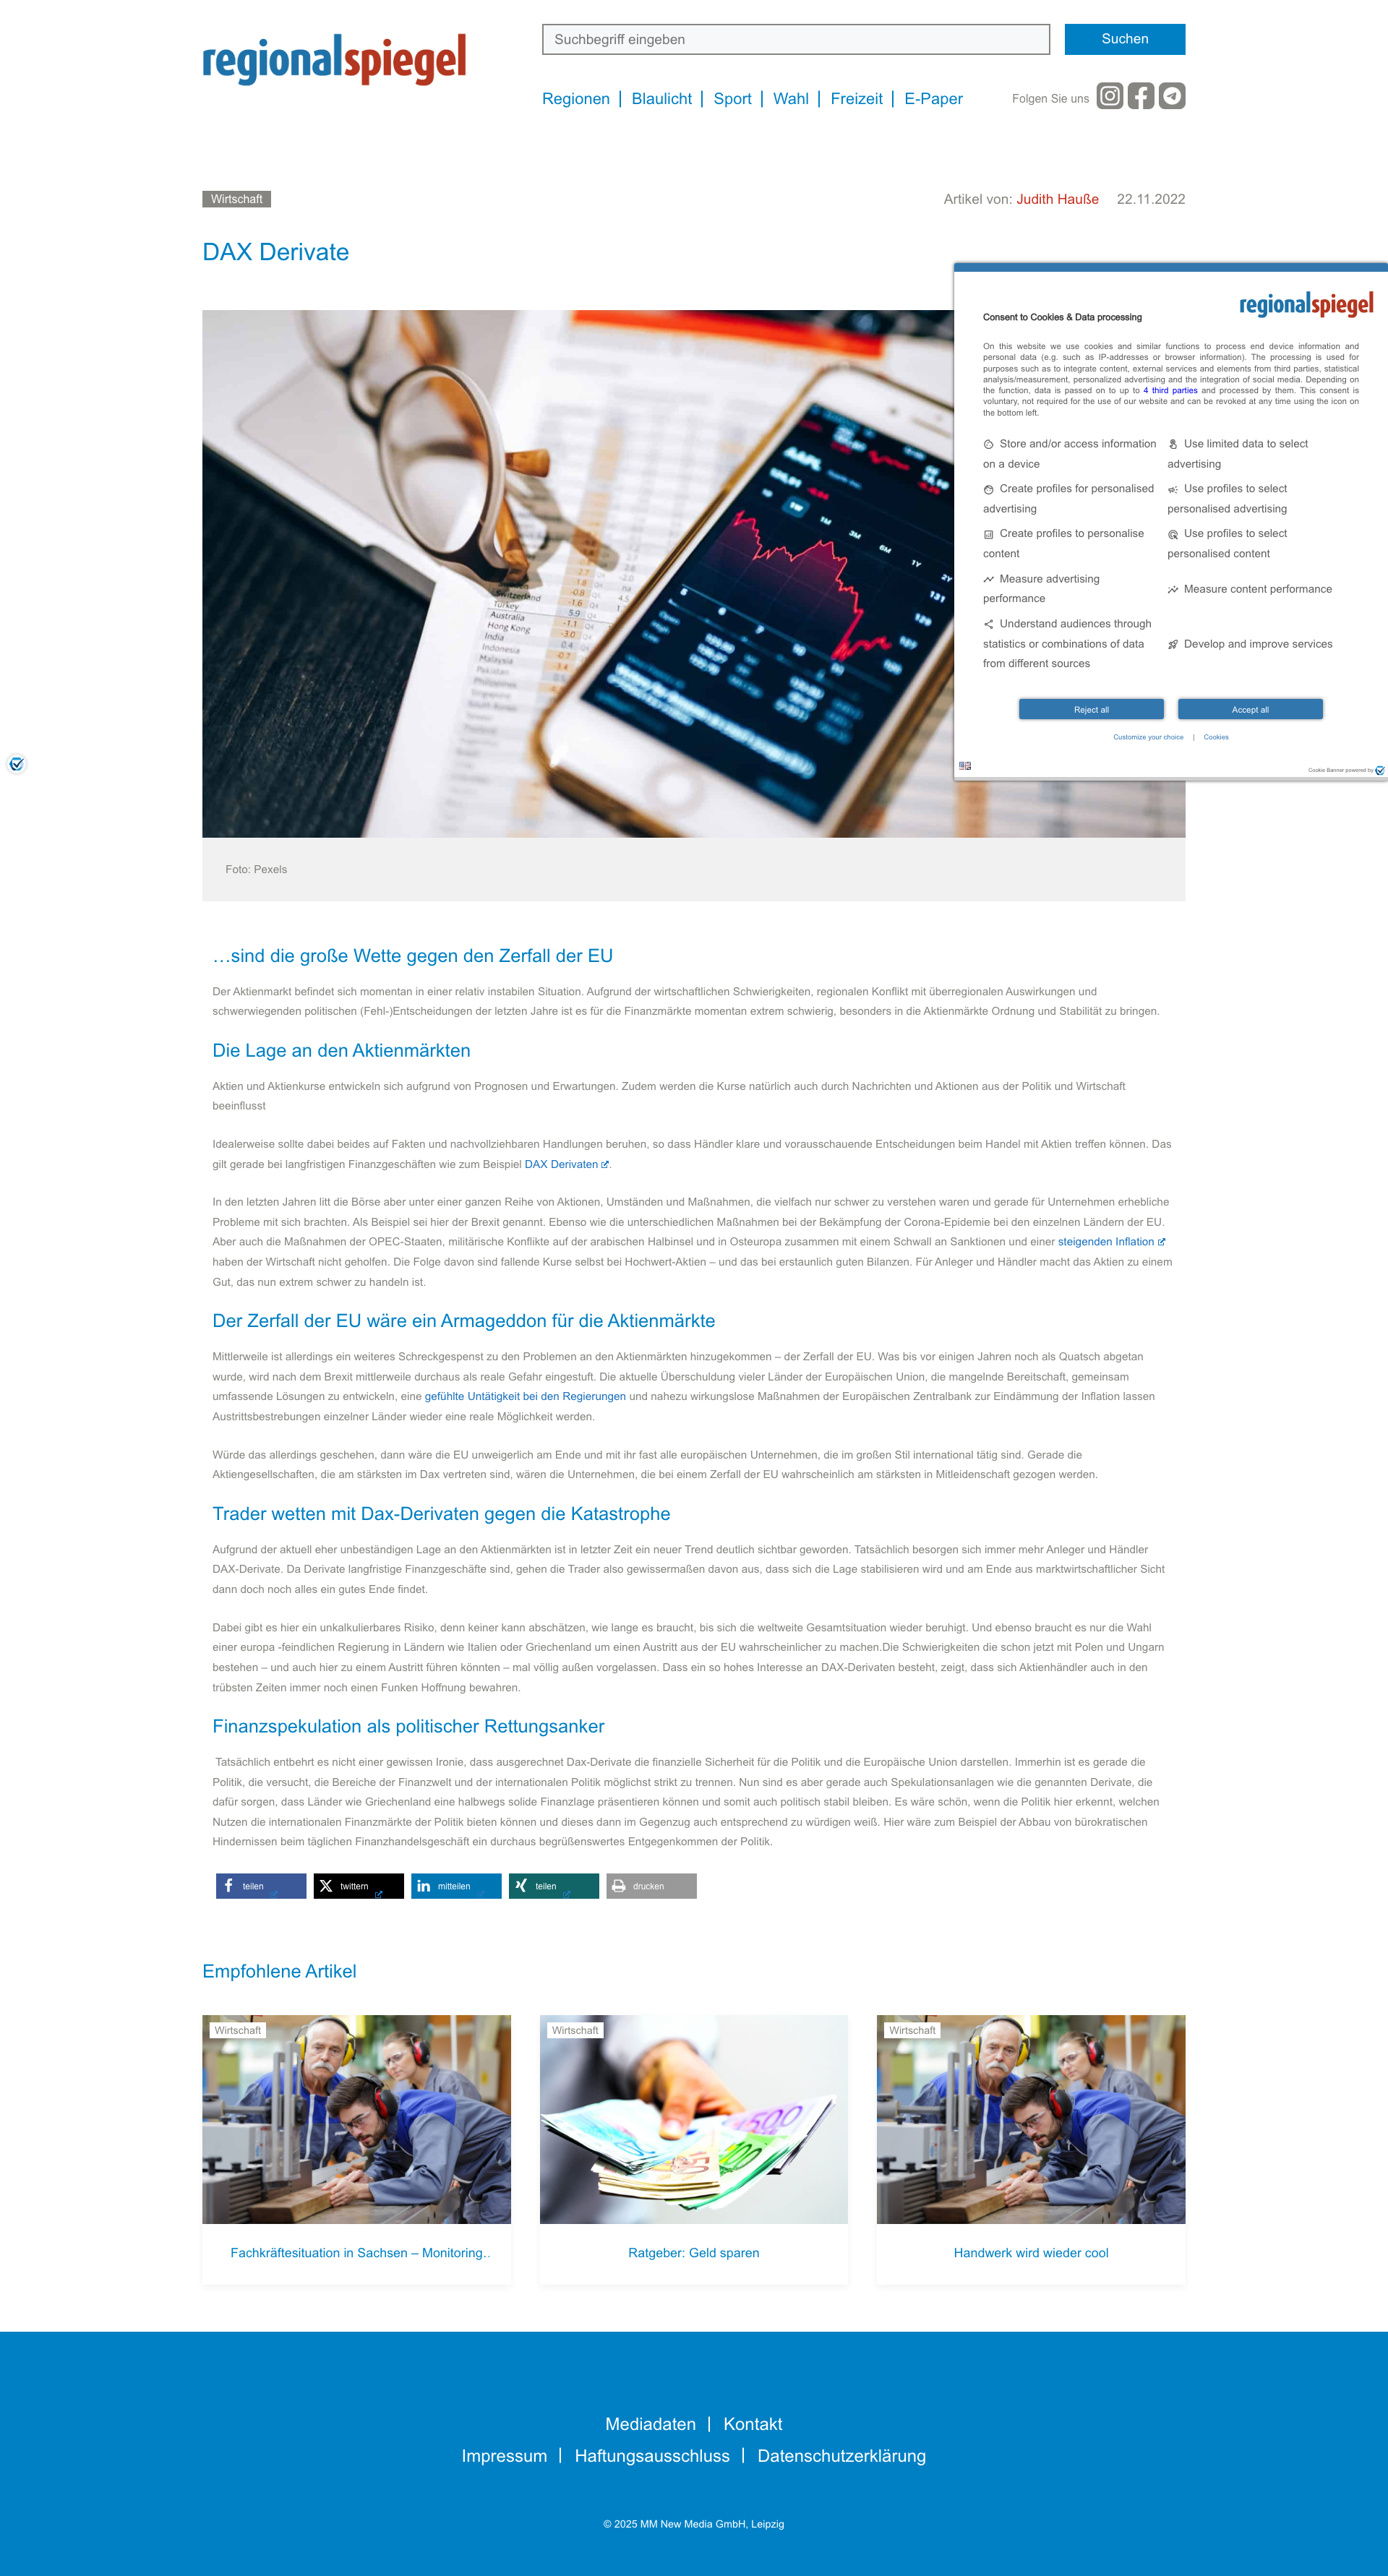 regionalspiegel
Suchbegriff eingeben
Suchen
Regionen
Blaulicht
Sport
Wahl
Freizeit
E-Paper
Folgen Sie uns
Wirtschaft
Artikel von: Judith Hauße 22.11.2022
DAX Derivate
regionalspiegel
Consent to Cookies & Data processing
On this website we use cookies and similar functions to process end device information and
personal data (e.g. such as IP-addresses or browser information). The processing is used for
purposes such as to integrate content, external services and elements from third parties, statistical
analysis/measurement, personalized advertising and the integration of social media. Depending on
the function, data is passed on to up to 4 third parties and processed by them. This consent is
voluntary, not required for the use of our website and can be revoked at any time using the icon on
the bottom left.
Store and/or access information
on a device
Use limited data to select
advertising
Create profiles for personalised
advertising
Use profiles to select
personalised advertising
Create profiles to personalise
content
Use profiles to select
personalised content
Measure advertising
performance
Measure content performance
Understand audiences through
statistics or combinations of data
from different sources
Develop and improve services
Reject all
Accept all
Customize your choice | Cookies
Cookie Banner powered by
AAPL
1W
1M
3M
6M
1Y
2Y
Turkey
Australia
Hong Kong
India
Indonesia
Malaysia
Pakistan
Philippines
Singapore
Foto: Pexels
…sind die große Wette gegen den Zerfall der EU
Der Aktienmarkt befindet sich momentan in einer relativ instabilen Situation. Aufgrund der wirtschaftlichen Schwierigkeiten, regionalen Konflikt mit überregionalen Auswirkungen und
schwerwiegenden politischen (Fehl-)Entscheidungen der letzten Jahre ist es für die Finanzmärkte momentan extrem schwierig, besonders in die Aktienmärkte Ordnung und Stabilität zu bringen.
Die Lage an den Aktienmärkten
Aktien und Aktienkurse entwickeln sich aufgrund von Prognosen und Erwartungen. Zudem werden die Kurse natürlich auch durch Nachrichten und Aktionen aus der Politik und Wirtschaft
beeinflusst
Idealerweise sollte dabei beides auf Fakten und nachvollziehbaren Handlungen beruhen, so dass Händler klare und vorausschauende Entscheidungen beim Handel mit Aktien treffen können. Das
gilt gerade bei langfristigen Finanzgeschäften wie zum Beispiel DAX Derivaten.
In den letzten Jahren litt die Börse aber unter einer ganzen Reihe von Aktionen, Umständen und Maßnahmen, die vielfach nur schwer zu verstehen waren und gerade für Unternehmen erhebliche
Probleme mit sich brachten. Als Beispiel sei hier der Brexit genannt. Ebenso wie die unterschiedlichen Maßnahmen bei der Bekämpfung der Corona-Epidemie bei den einzelnen Ländern der EU.
Aber auch die Maßnahmen der OPEC-Staaten, militärische Konflikte auf der arabischen Halbinsel und in Osteuropa zusammen mit einem Schwall an Sanktionen und einer steigenden Inflation
haben der Wirtschaft nicht geholfen. Die Folge davon sind fallende Kurse selbst bei Hochwert-Aktien – und das bei erstaunlich guten Bilanzen. Für Anleger und Händler macht das Aktien zu einem
Gut, das nun extrem schwer zu handeln ist.
Der Zerfall der EU wäre ein Armageddon für die Aktienmärkte
Mittlerweile ist allerdings ein weiteres Schreckgespenst zu den Problemen an den Aktienmärkten hinzugekommen – der Zerfall der EU. Was bis vor einigen Jahren noch als Quatsch abgetan
wurde, wird nach dem Brexit mittlerweile durchaus als reale Gefahr eingestuft. Die aktuelle Überschuldung vieler Länder der Europäischen Union, die mangelnde Bereitschaft, gemeinsam
umfassende Lösungen zu entwickeln, eine gefühlte Untätigkeit bei den Regierungen und nahezu wirkungslose Maßnahmen der Europäischen Zentralbank zur Eindämmung der Inflation lassen
Austrittsbestrebungen einzelner Länder wieder eine reale Möglichkeit werden.
Würde das allerdings geschehen, dann wäre die EU unweigerlich am Ende und mit ihr fast alle europäischen Unternehmen, die im großen Stil international tätig sind. Gerade die
Aktiengesellschaften, die am stärksten im Dax vertreten sind, wären die Unternehmen, die bei einem Zerfall der EU wahrscheinlich am stärksten in Mitleidenschaft gezogen werden.
Trader wetten mit Dax-Derivaten gegen die Katastrophe
Aufgrund der aktuell eher unbeständigen Lage an den Aktienmärkten ist in letzter Zeit ein neuer Trend deutlich sichtbar geworden. Tatsächlich besorgen sich immer mehr Anleger und Händler
DAX-Derivate. Da Derivate langfristige Finanzgeschäfte sind, gehen die Trader also gewissermaßen davon aus, dass sich die Lage stabilisieren wird und am Ende aus marktwirtschaftlicher Sicht
dann doch noch alles ein gutes Ende findet.
Dabei gibt es hier ein unkalkulierbares Risiko, denn keiner kann abschätzen, wie lange es braucht, bis sich die weltweite Gesamtsituation wieder beruhigt. Und ebenso braucht es nur die Wahl
einer europa -feindlichen Regierung in Ländern wie Italien oder Griechenland um einen Austritt aus der EU wahrscheinlicher zu machen.Die Schwierigkeiten die schon jetzt mit Polen und Ungarn
bestehen – und auch hier zu einem Austritt führen könnten – mal völlig außen vorgelassen. Dass ein so hohes Interesse an DAX-Derivaten besteht, zeigt, dass sich Aktienhändler auch in den
trübsten Zeiten immer noch einen Funken Hoffnung bewahren.
Finanzspekulation als politischer Rettungsanker
Tatsächlich entbehrt es nicht einer gewissen Ironie, dass ausgerechnet Dax-Derivate die finanzielle Sicherheit für die Politik und die Europäische Union darstellen. Immerhin ist es gerade die
Politik, die versucht, die Bereiche der Finanzwelt und der internationalen Politik möglichst strikt zu trennen. Nun sind es aber gerade auch Spekulationsanlagen wie die genannten Derivate, die
dafür sorgen, dass Länder wie Griechenland eine halbwegs solide Finanzlage präsentieren können und somit auch politisch stabil bleiben. Es wäre schön, wenn die Politik hier erkennt, welchen
Nutzen die internationalen Finanzmärkte der Politik bieten können und dieses dann im Gegenzug auch entsprechend zu würdigen weiß. Hier wäre zum Beispiel der Abbau von bürokratischen
Hindernissen beim täglichen Finanzhandelsgeschäft ein durchaus begrüßenswertes Entgegenkommen der Politik.
teilen
twittern
mitteilen
teilen
drucken
Empfohlene Artikel
Wirtschaft
Wirtschaft
Wirtschaft
Fachkräftesituation in Sachsen – Monitoring..
Ratgeber: Geld sparen
Handwerk wird wieder cool
Mediadaten | Kontakt
Impressum | Haftungsausschluss | Datenschutzerklärung
© 2025 MM New Media GmbH, Leipzig